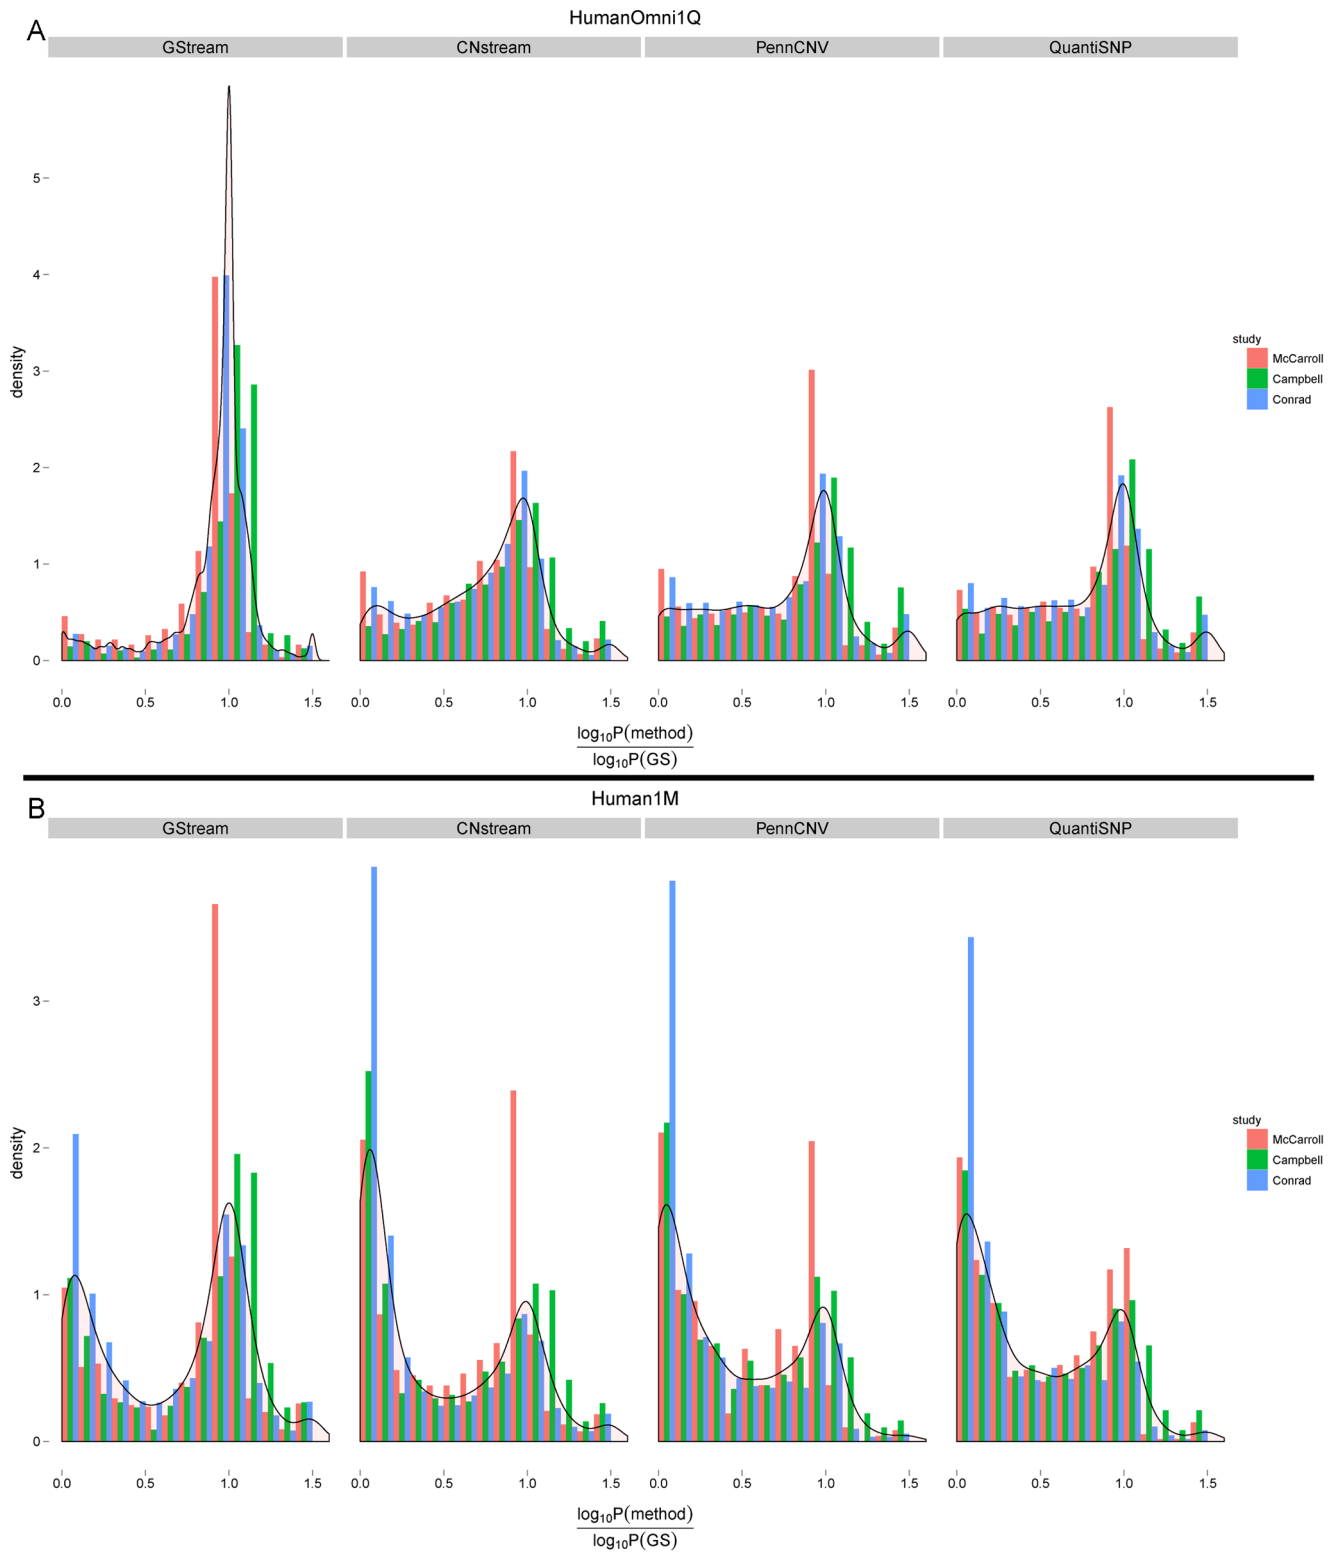 A
HumanOmni1Q
GStream CNstream PennCNV QuantiSNP
5
4
3
2
1
0
density
0.0 0.5 1.0 1.5 0.0 0.5 1.0 1.5 0.0 0.5 1.0 1.5 0.0 0.5 1.0 1.5
log₁₀P(method)
log₁₀P(GS)
study
McCarroll
Campbell
Conrad
B
Human1M
GStream CNstream PennCNV QuantiSNP
3
2
1
0
density
0.0 0.5 1.0 1.5 0.0 0.5 1.0 1.5 0.0 0.5 1.0 1.5 0.0 0.5 1.0 1.5
log₁₀P(method)
log₁₀P(GS)
study
McCarroll
Campbell
Conrad